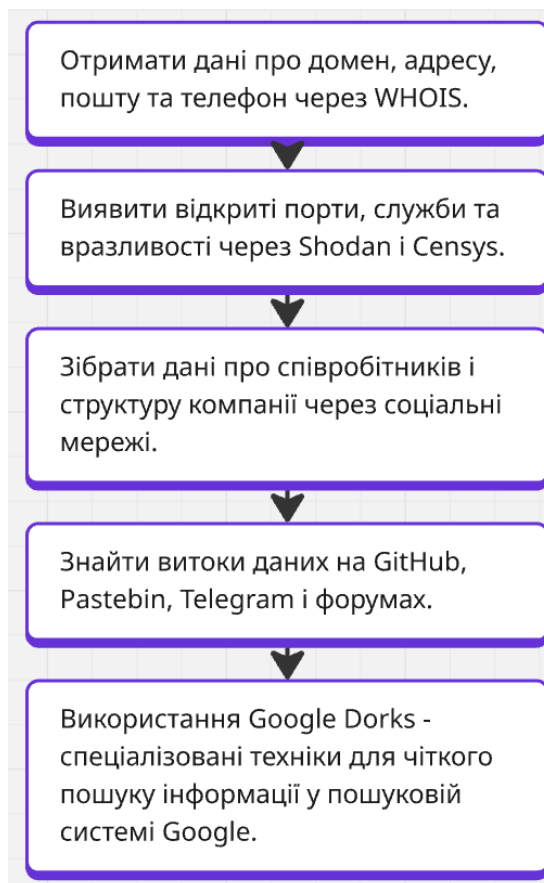 Отримати дані про домен, адресу,
пошту та телефон через WHOIS.
Виявити відкриті порти, служби та
вразливості через Shodan і Censys.
Зібрати дані про співробітників і
структуру компанії через соціальні
мережі.
Знайти витоки даних на GitHub,
Pastebin, Telegram і форумах.
Використання Google Dorks -
спеціалізовані техніки для чіткого
пошуку інформації у пошуковій
системі Google.